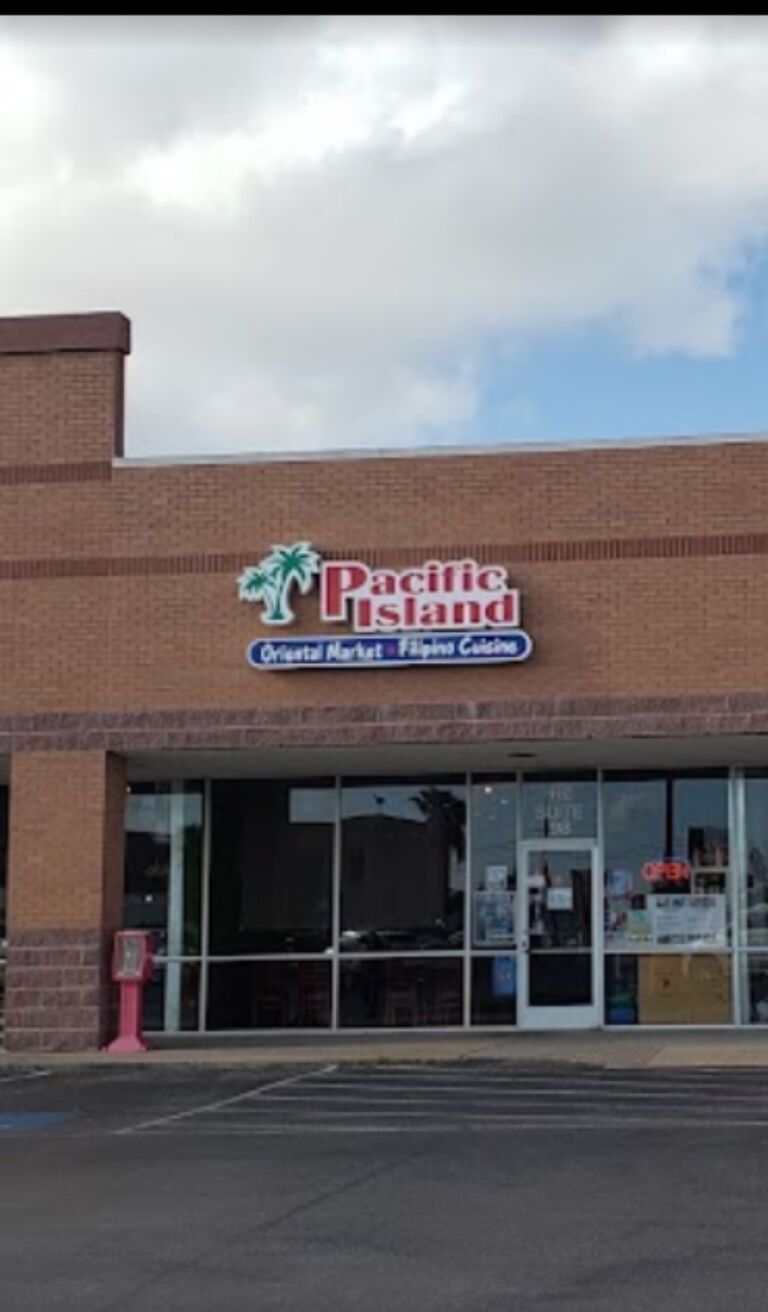 Pacific
Island
Oriental Market • Filipino Cuisine
SUITE
OPEN